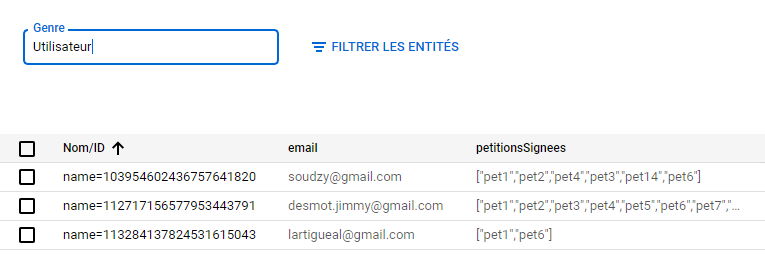 Genre
Utilisateur
FILTRER LES ENTITÉS
Nom/ID email petitionsSignees
name=103954602436757641820 soudzy@gmail.com ["pet1","pet2","pet4","pet3","pet14","pet6"]
name=112717156577953443791 desmot.jimmy@gmail.com ["pet1","pet2","pet3","pet4","pet5","pet6","pet7",...
name=113284137824531615043 lartigueal@gmail.com ["pet1","pet6"]